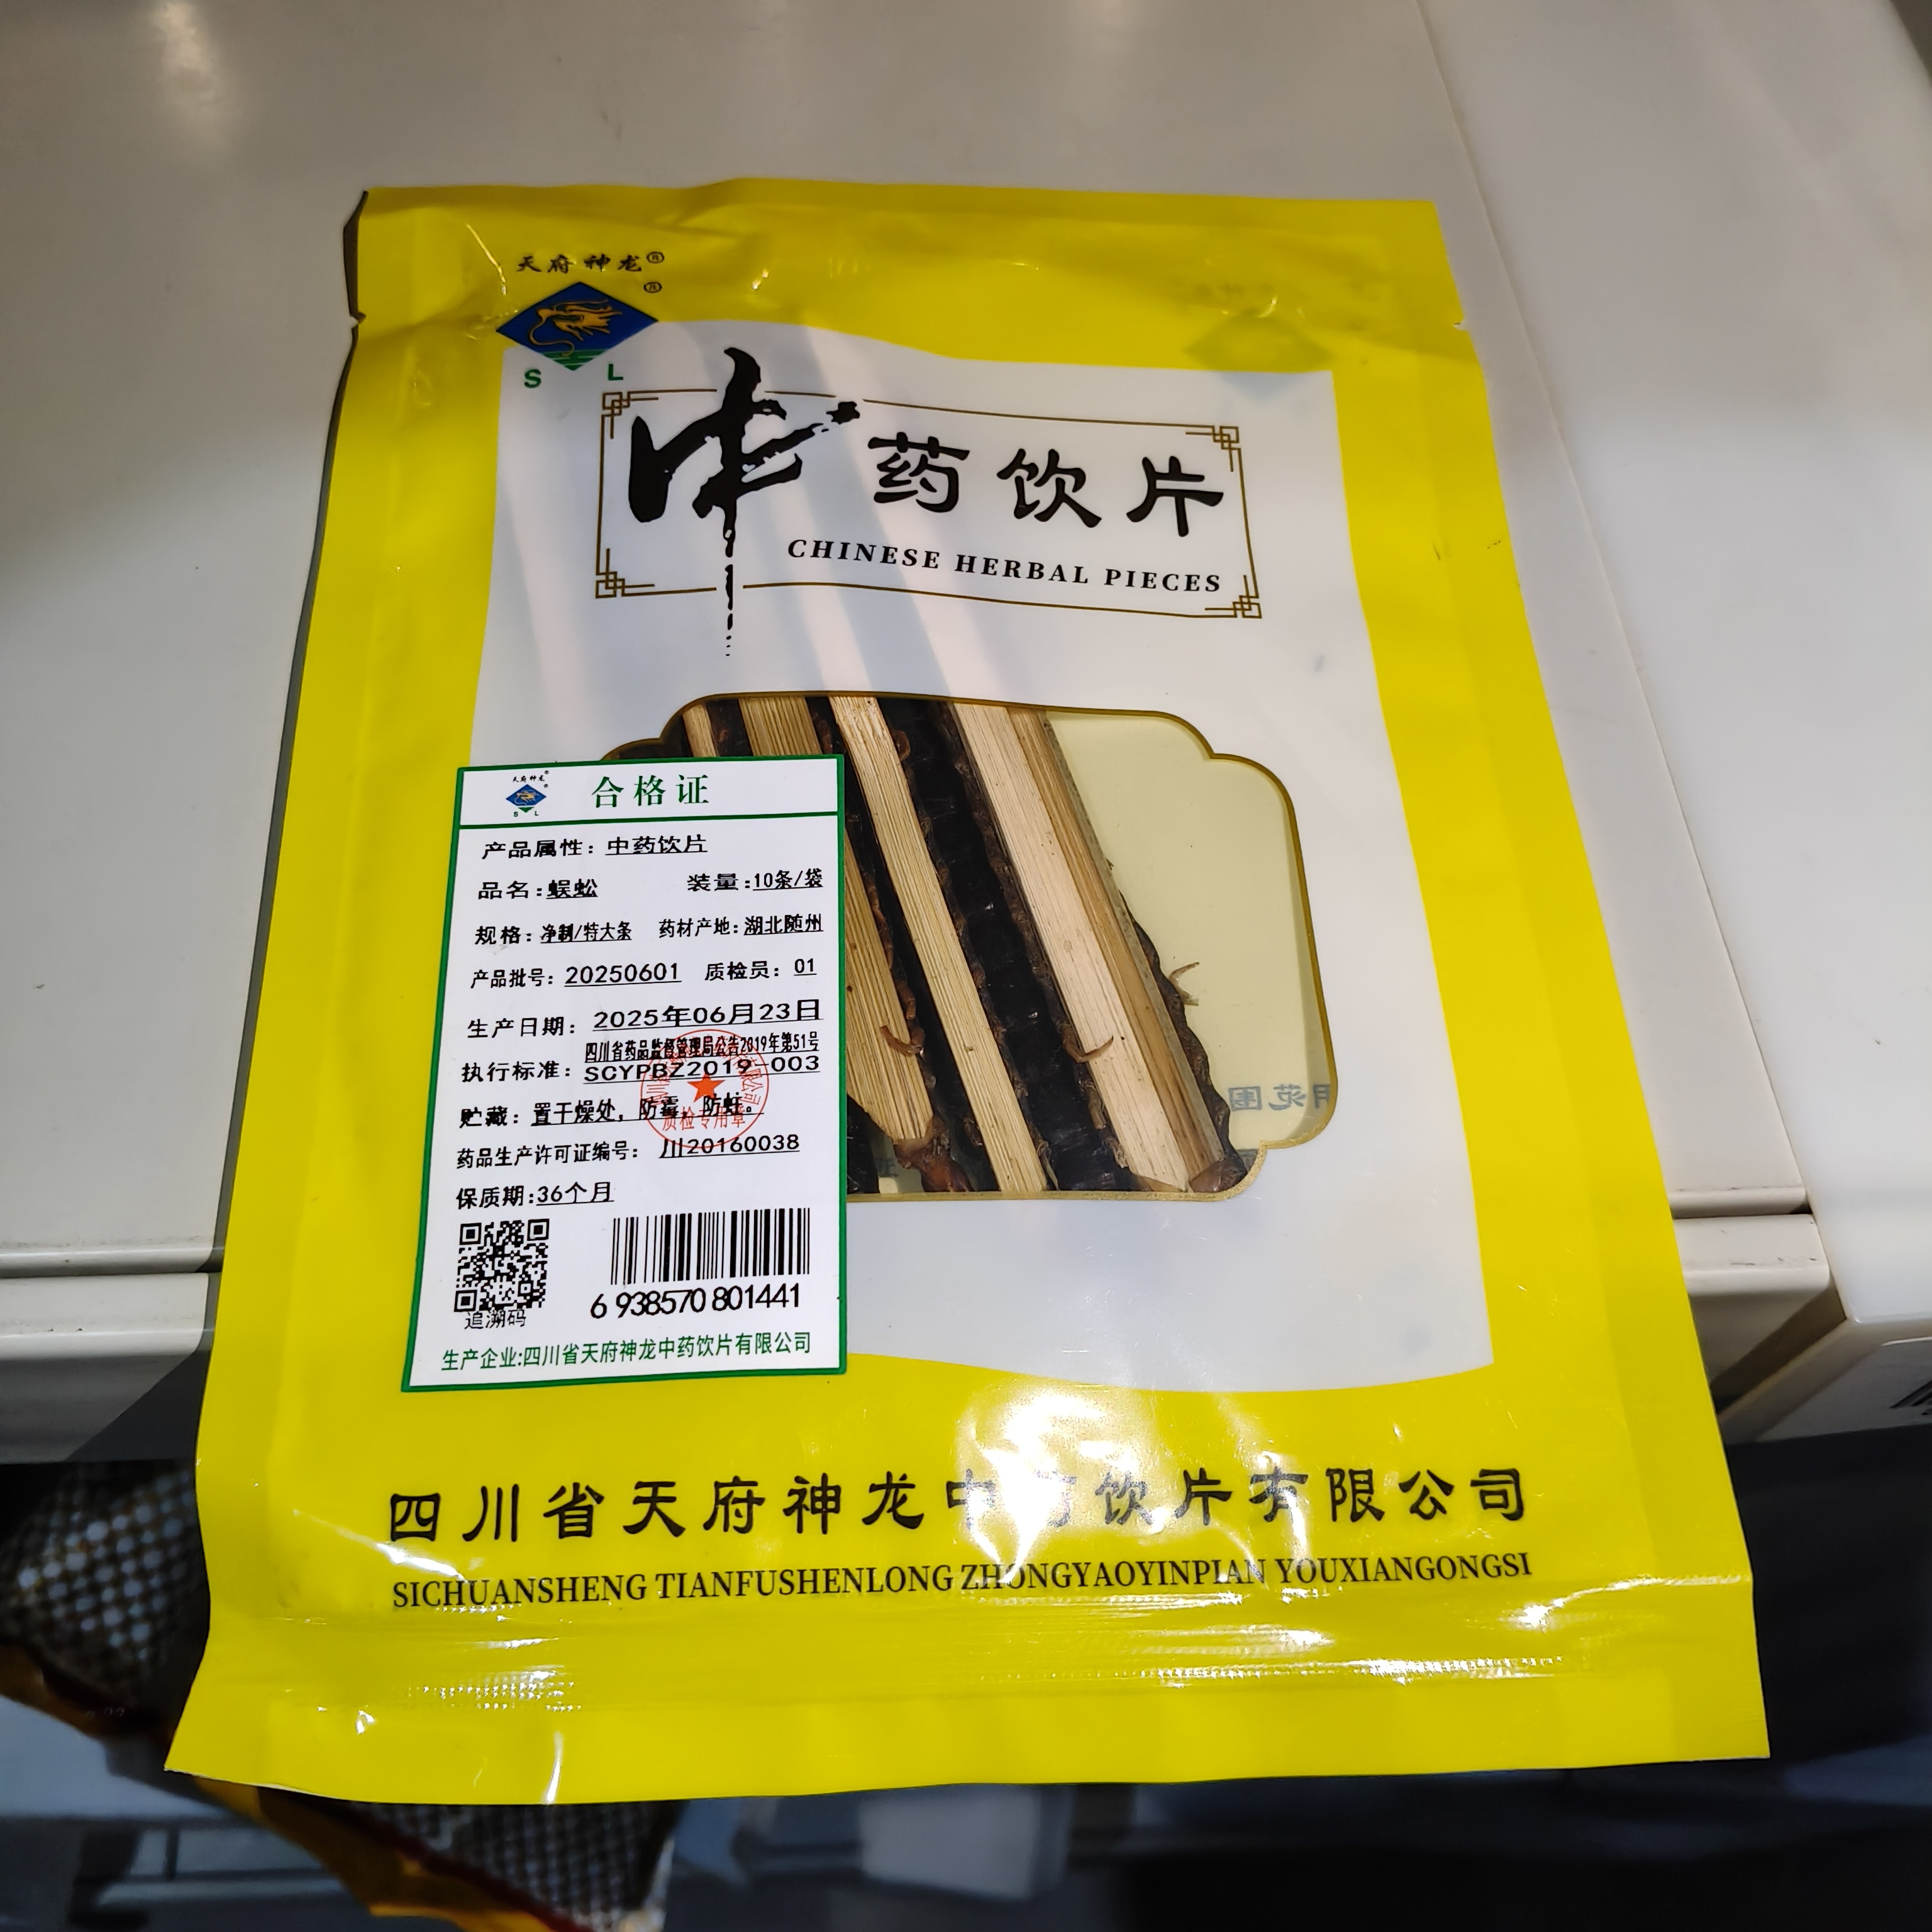 天府神龙®
®
S L
中药饮片
CHINESE HERBAL PIECES
天府神龙®
S L
合格证
产品属性：中药饮片
品名：蜈蚣 装量：10条/袋
规格：净制/特大条 药材产地：湖北随州
产品批号：20250601 质检员：01
生产日期：2025年06月23日
四川省药品监督管理局公告2019年第51号
执行标准：SCYPBZ2019-003
贮藏：置干燥处，防霉，防蛀。
质检专用章
药品生产许可证编号：川20160038
保质期：36个月
追溯码
6 938570 801441
生产企业:四川省天府神龙中药饮片有限公司
用范围
四川省天府神龙中药饮片有限公司
SICHUANSHENG TIANFUSHENLONG ZHONGYAOYINPIAN YOUXIANGONGSI